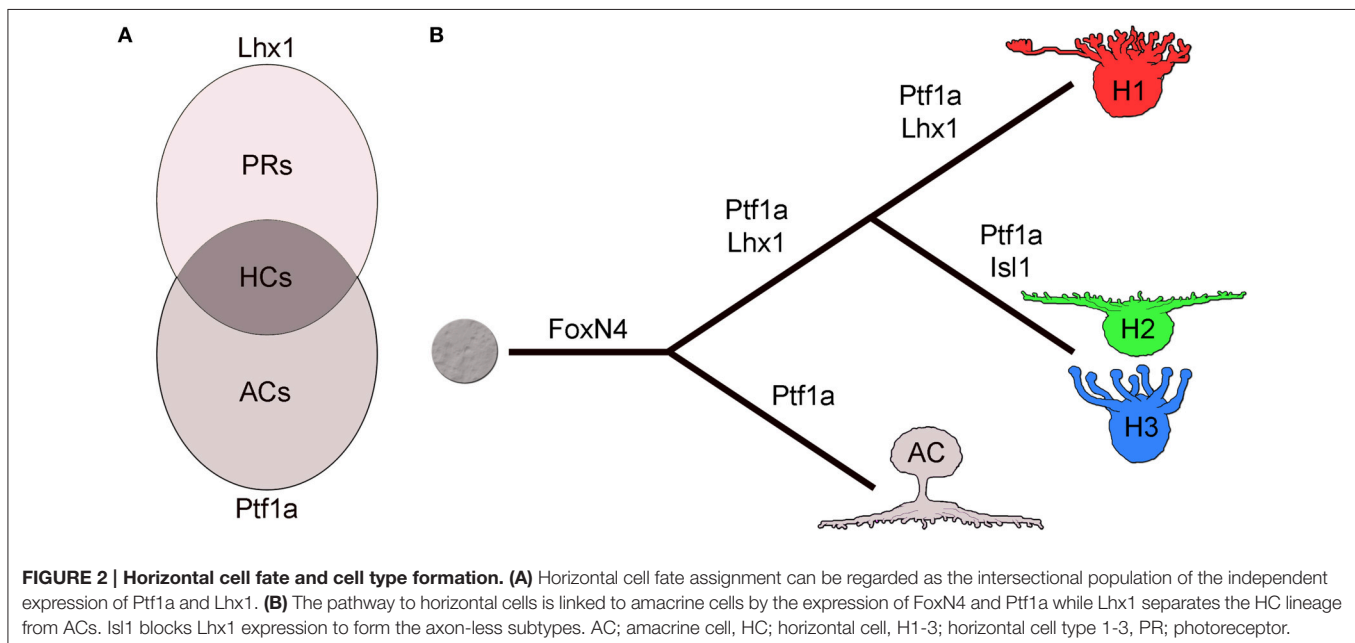 A
Lhx1
PRs
HCs
ACs
Ptf1a
B
FoxN4
Ptf1a
Lhx1
Ptf1a
Lhx1
H1
Ptf1a
Isl1
H2
H3
Ptf1a
AC
FIGURE 2 | Horizontal cell fate and cell type formation. (A) Horizontal cell fate assignment can be regarded as the intersectional population of the independent
expression of Ptf1a and Lhx1. (B) The pathway to horizontal cells is linked to amacrine cells by the expression of FoxN4 and Ptf1a while Lhx1 separates the HC lineage
from ACs. Isl1 blocks Lhx1 expression to form the axon-less subtypes. AC; amacrine cell, HC; horizontal cell, H1-3; horizontal cell type 1-3, PR; photoreceptor.